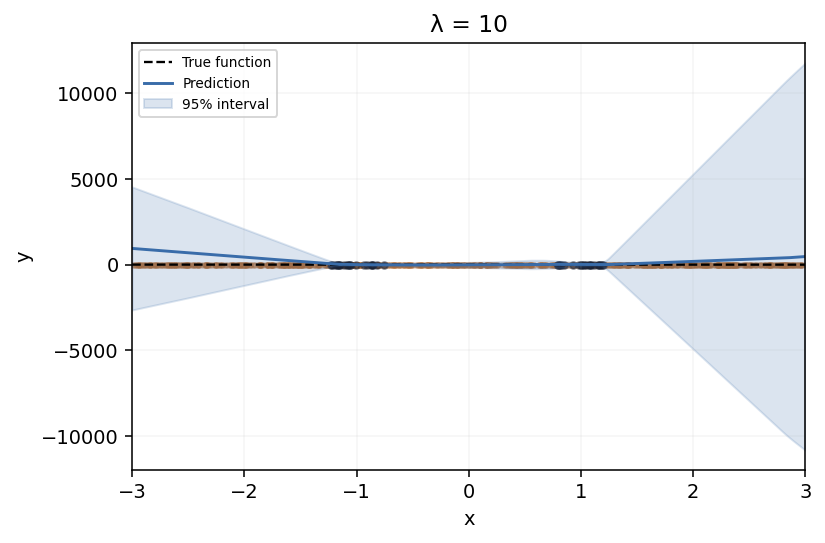 λ = 10
True function
Prediction
95% interval
10000
5000
0
−5000
−10000
y
−3
−2
−1
0
1
2
3
x